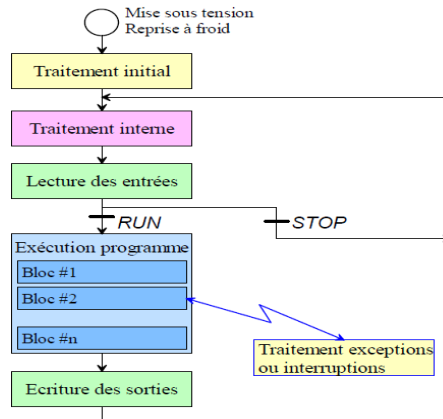 Mise sous tension
Reprise à froid
Traitement initial
Traitement interne
Lecture des entrées
RUN
STOP
Exécution programme
Bloc #1
Bloc #2
Bloc #n
Traitement exceptions
ou interruptions
Ecriture des sorties